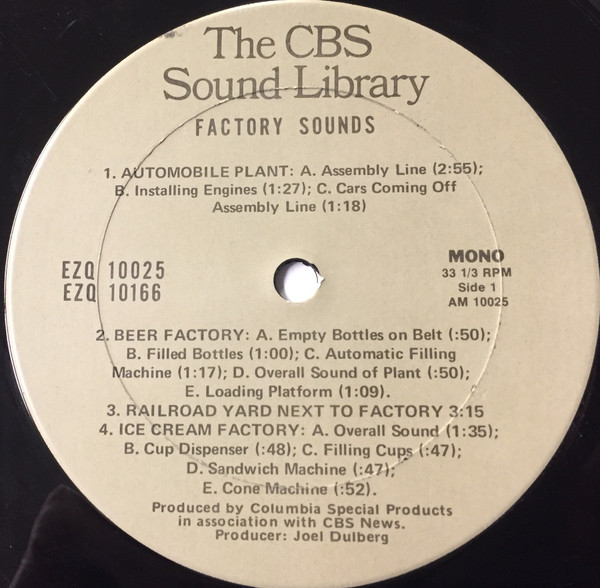 The CBS
Sound Library
FACTORY SOUNDS
1. AUTOMOBILE PLANT: A. Assembly Line (2:55);
B. Installing Engines (1:27); C. Cars Coming Off
Assembly Line (1:18)
EZQ 10025
EZQ 10166
MONO
33 1/3 RPM
Side 1
AM 10025
2. BEER FACTORY: A. Empty Bottles on Belt (:50);
B. Filled Bottles (1:00); C. Automatic Filling
Machine (1:17); D. Overall Sound of Plant (:50);
E. Loading Platform (1:09).
3. RAILROAD YARD NEXT TO FACTORY 3:15
4. ICE CREAM FACTORY: A. Overall Sound (1:35);
B. Cup Dispenser (:48); C. Filling Cups (:47);
D. Sandwich Machine (:47);
E. Cone Machine (:52).
Produced by Columbia Special Products
in association with CBS News.
Producer: Joel Dulberg